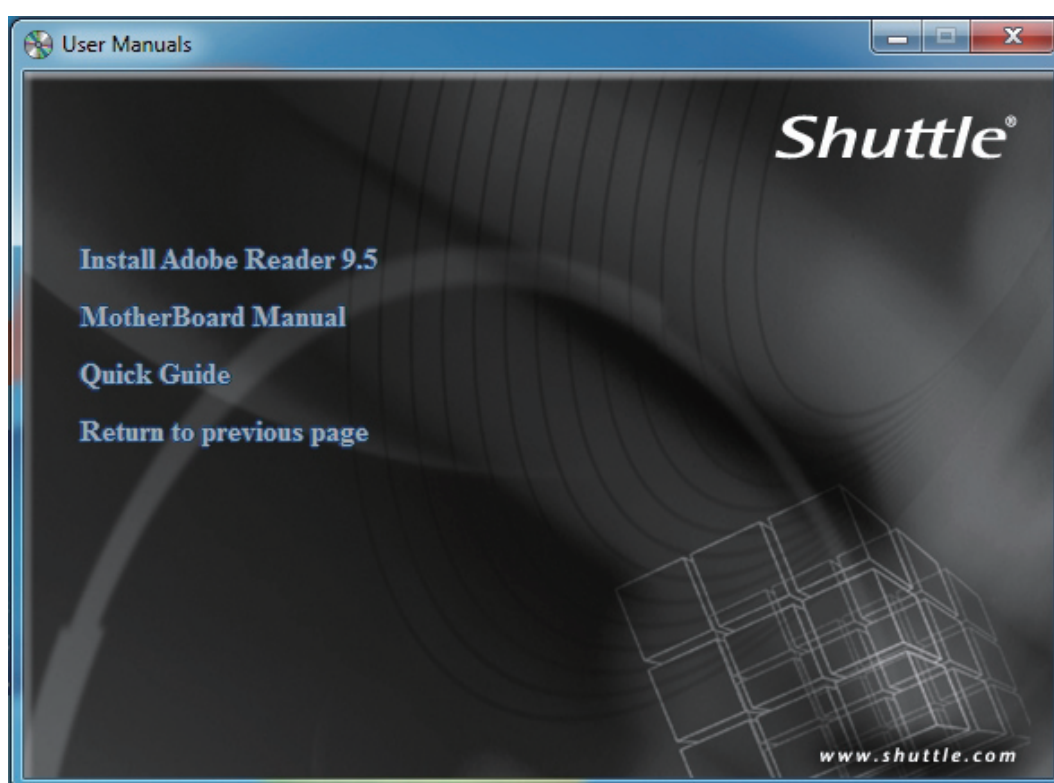 User Manuals
Shuttle®
Install Adobe Reader 9.5
MotherBoard Manual
Quick Guide
Return to previous page
www.shuttle.com